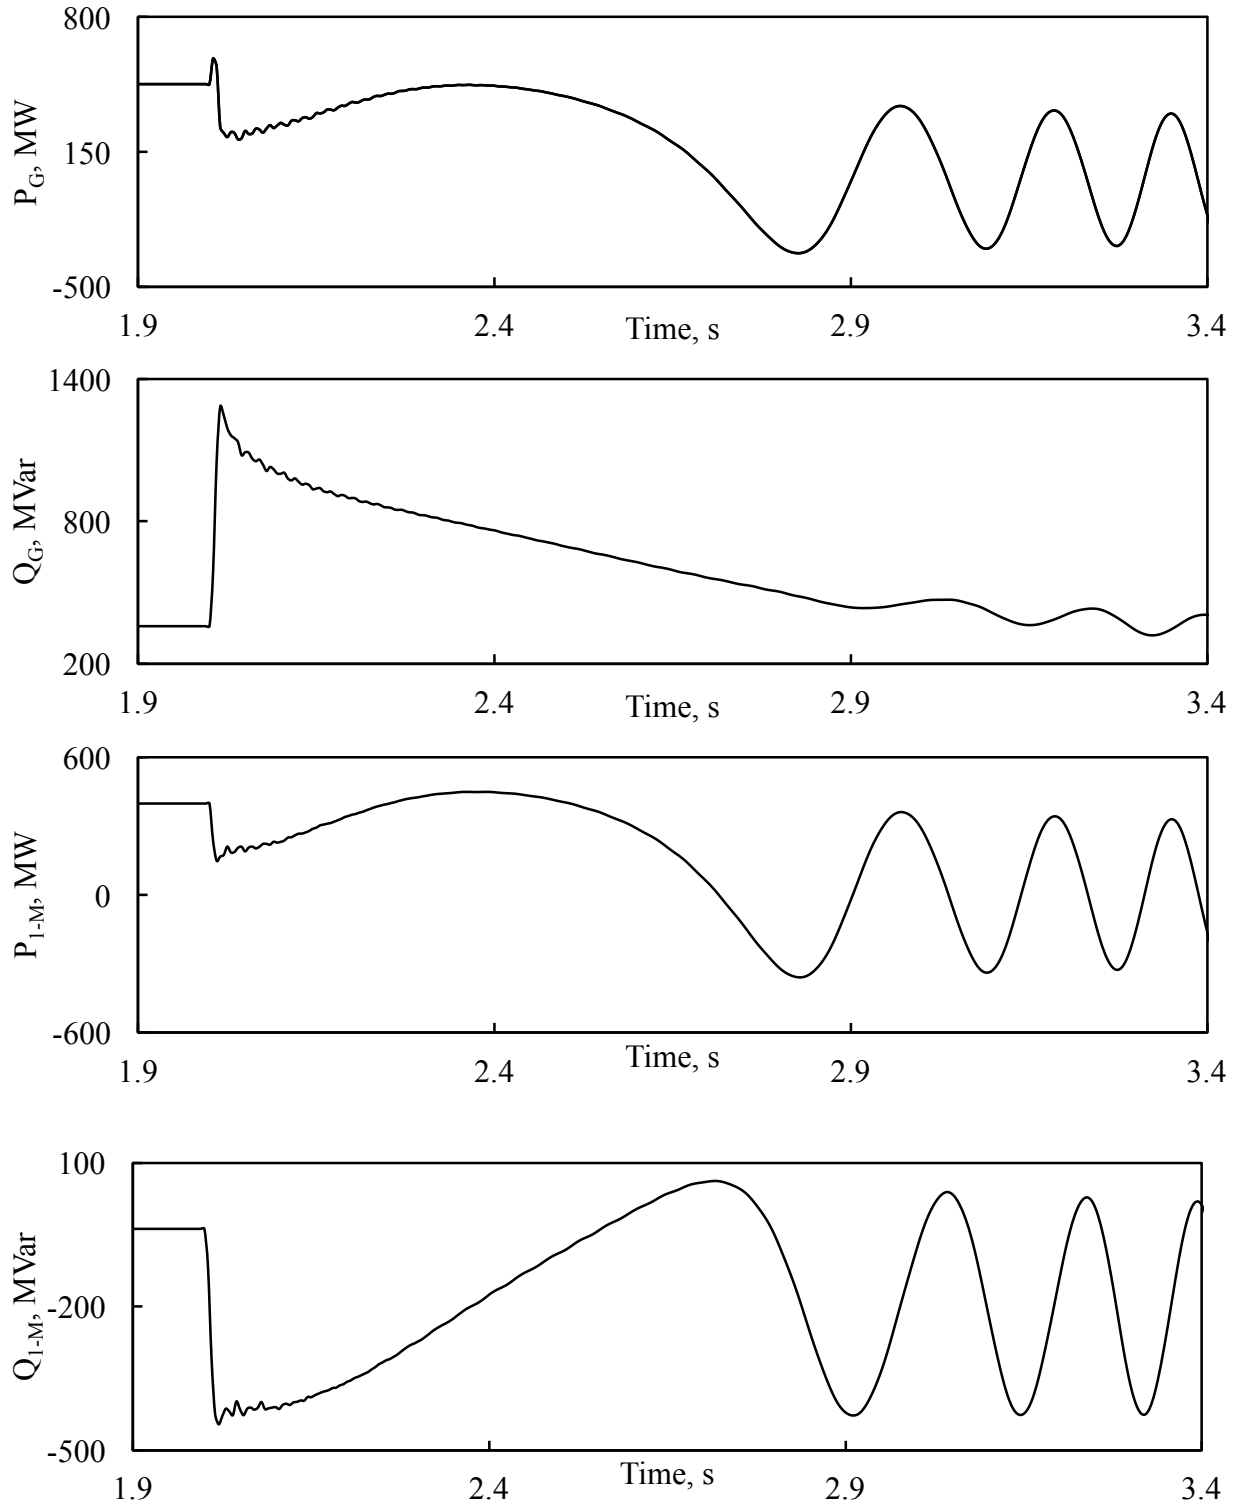 800
150
-500
P_G, MW
1.9 2.4 Time, s 2.9 3.4
1400
800
200
Q_G, MVar
1.9 2.4 Time, s 2.9 3.4
600
0
-600
P_1-M, MW
1.9 2.4 Time, s 2.9 3.4
100
-200
-500
Q_1-M, MVar
1.9 2.4 Time, s 2.9 3.4